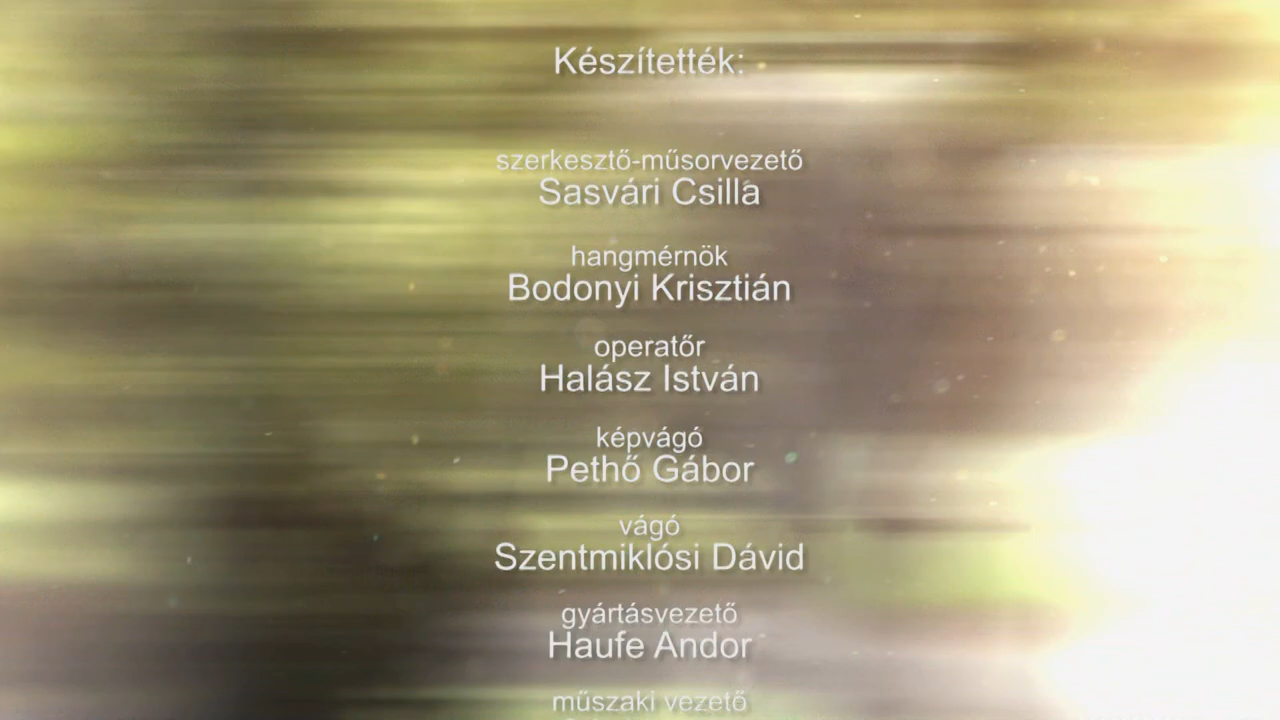 Készítették:
szerkesztő-műsorvezető
Sasvári Csilla
hangmérnök
Bodonyi Krisztián
operatőr
Halász István
képvágó
Pethő Gábor
vágó
Szentmiklósi Dávid
gyártásvezető
Haufe Andor
műszaki vezető